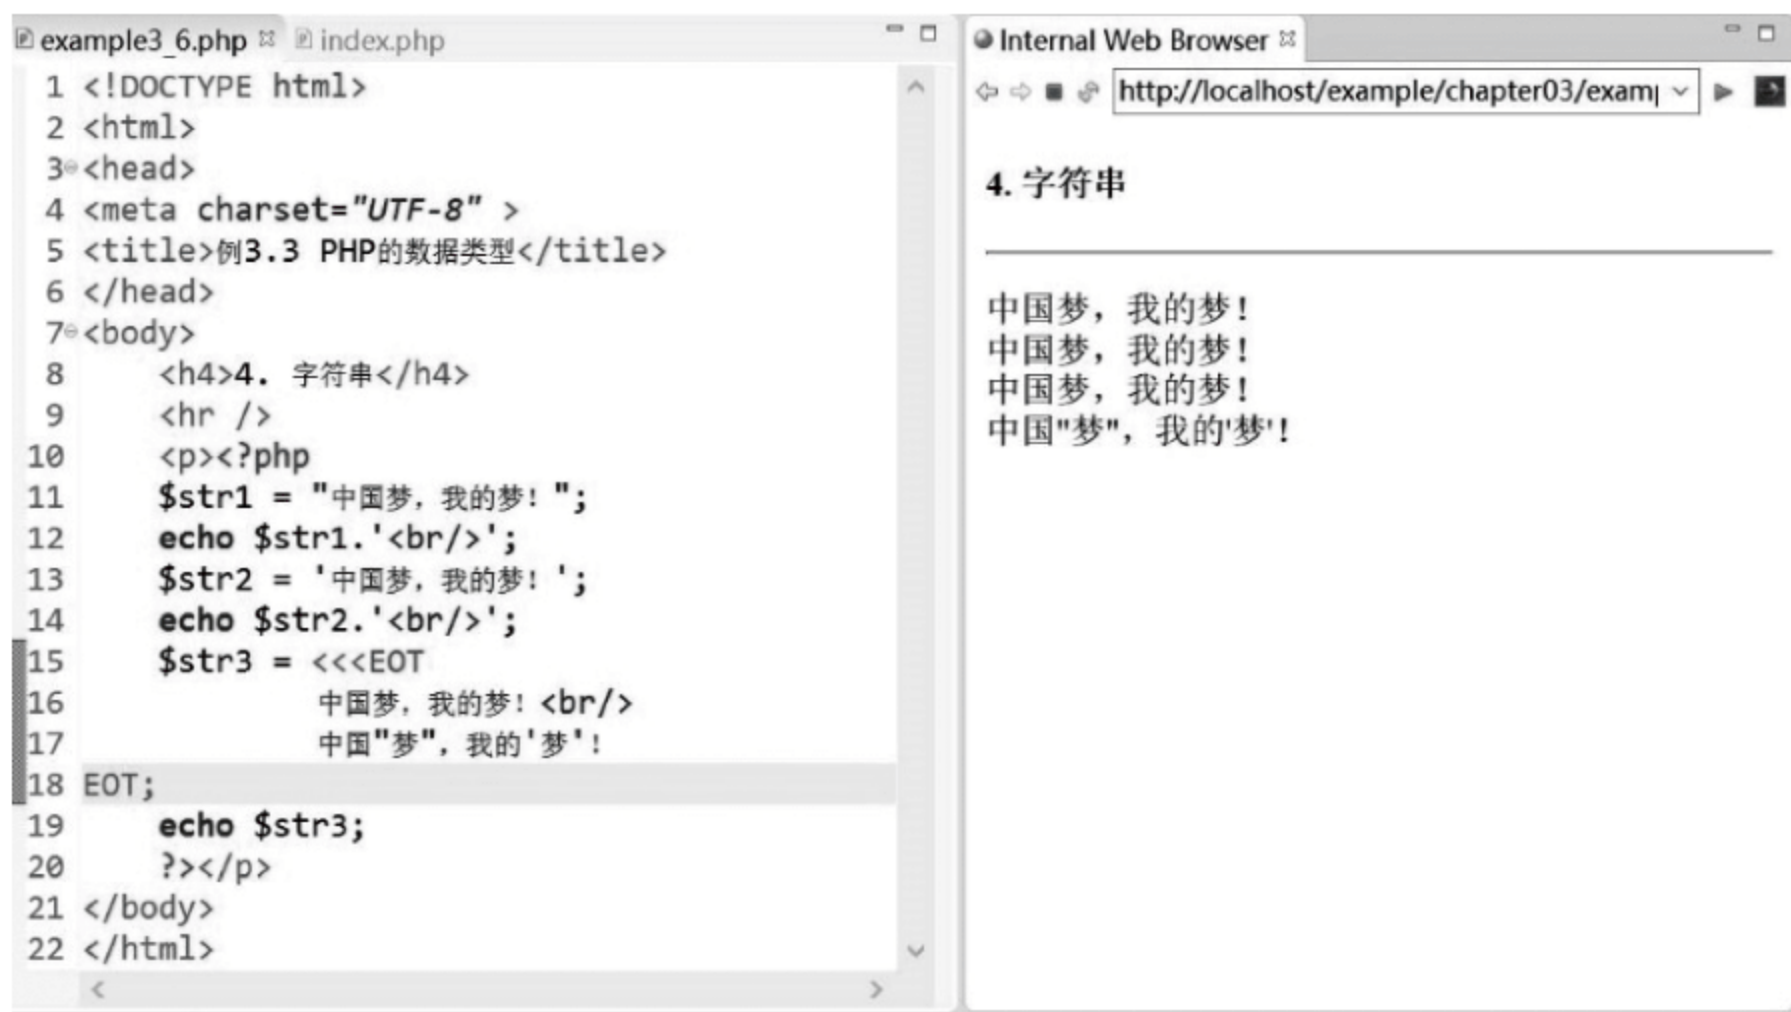 example3_6.php index.php
1 <!DOCTYPE html>
2 <html>
3 <head>
4 <meta charset="UTF-8" >
5 <title>例3.3 PHP的数据类型</title>
6 </head>
7 <body>
8     <h4>4. 字符串</h4>
9     <hr />
10     <p><?php
11     $str1 = "中国梦，我的梦！";
12     echo $str1.'<br/>';
13     $str2 = '中国梦，我的梦！';
14     echo $str2.'<br/>';
15     $str3 = <<<EOT
16             中国梦，我的梦！<br/>
17             中国"梦"，我的'梦'！
18 EOT;
19     echo $str3;
20     ?></p>
21 </body>
22 </html>
Internal Web Browser
http://localhost/example/chapter03/exam
4. 字符串
中国梦，我的梦！
中国梦，我的梦！
中国梦，我的梦！
中国"梦"，我的'梦'！